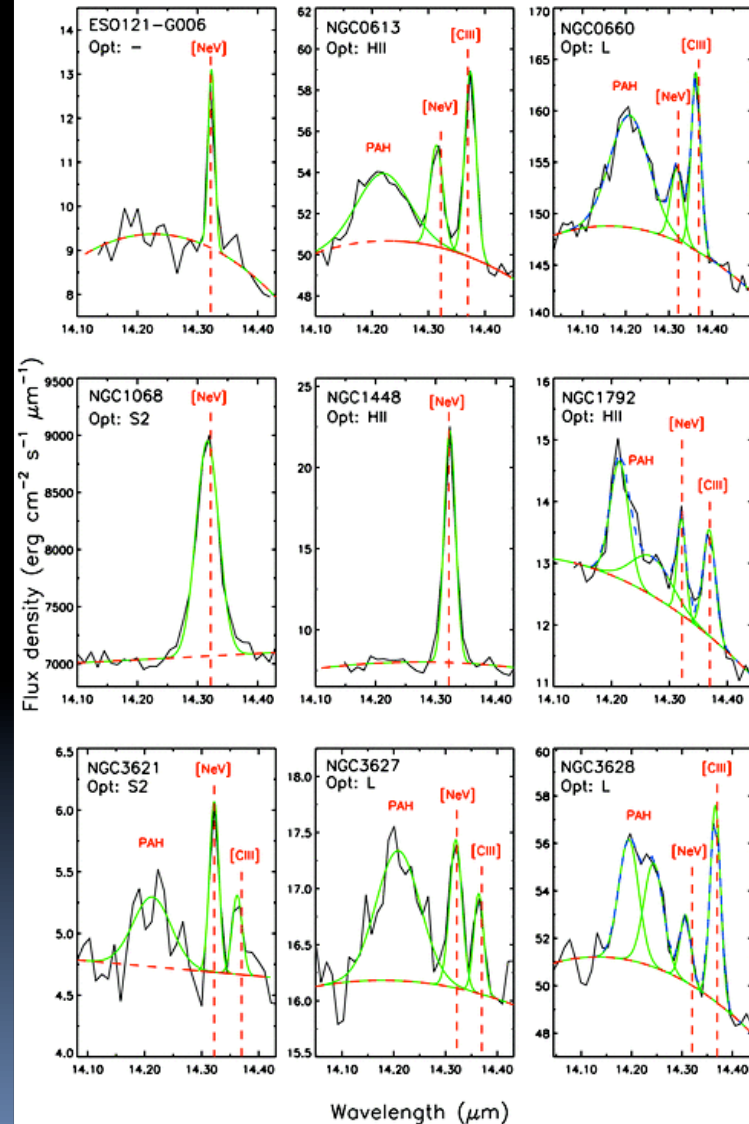 ESO121-G006
Opt: -
[NeV]
14
13
12
11
10
9
8
14.10 14.20 14.30 14.40
NGC0613
Opt: HII
[CIII]
[NeV]
PAH
62
60
58
56
54
52
50
48
14.10 14.20 14.30 14.40
NGC0660
Opt: L
[CIII]
PAH
[NeV]
170
165
160
155
150
145
140
14.10 14.20 14.30 14.40
NGC1068
Opt: S2
[NeV]
9500
9000
8500
8000
7500
7000
14.10 14.20 14.30 14.40
NGC1448
Opt: HII
[NeV]
25
20
15
10
14.10 14.20 14.30 14.40
NGC1792
Opt: HII
[NeV]
PAH
[CIII]
16
15
14
13
12
11
14.10 14.20 14.30 14.40
Flux density (erg cm⁻² s⁻¹ μm⁻¹)
NGC3621
Opt: S2
[NeV]
PAH
[CIII]
6.5
6.0
5.5
5.0
4.5
4.0
14.10 14.20 14.30 14.40
NGC3627
Opt: L
[NeV]
PAH
[CIII]
18.0
17.5
17.0
16.5
16.0
15.5
14.10 14.20 14.30 14.40
NGC3628
Opt: L
[CIII]
PAH
[NeV]
60
58
56
54
52
50
48
14.10 14.20 14.30 14.40
Wavelength (μm)